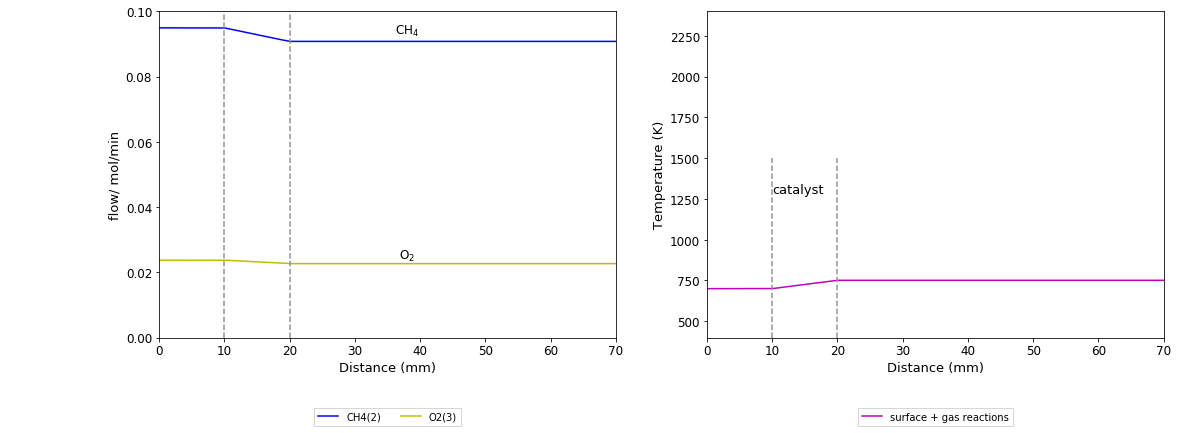 0.10
0.08
0.06
0.04
0.02
0.00
flow/ mol/min
CH₄
O₂
0 10 20 30 40 50 60 70
Distance (mm)
CH4(2) O2(3)
2250
2000
1750
1500
1250
1000
750
500
Temperature (K)
catalyst
0 10 20 30 40 50 60 70
Distance (mm)
surface + gas reactions